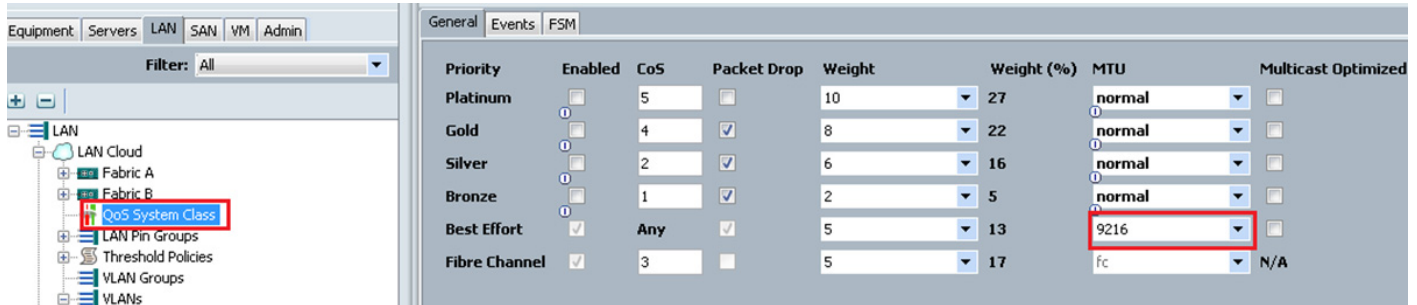 Equipment Servers LAN SAN VM Admin
Filter: All
LAN
LAN Cloud
Fabric A
Fabric B
QoS System Class
LAN Pin Groups
Threshold Policies
VLAN Groups
VLANs
General Events FSM
Priority Enabled CoS Packet Drop Weight Weight (%) MTU Multicast Optimized
Platinum 5 10 27 normal
Gold 4 8 22 normal
Silver 2 6 16 normal
Bronze 1 2 5 normal
Best Effort Any 5 13 9216
Fibre Channel 3 5 17 fc N/A